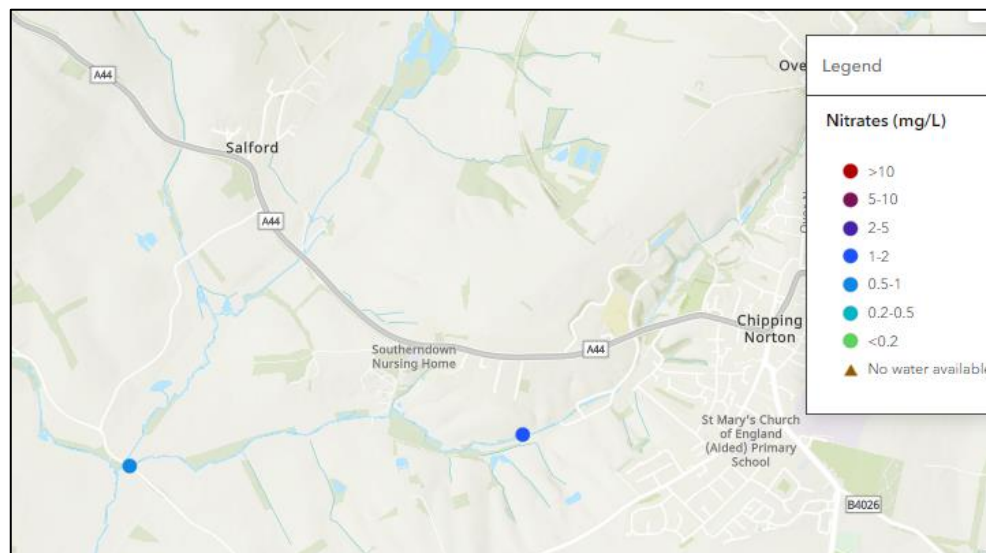 A44
Salford
A44
Southerndown
Nursing Home
A44
Chipping
Norton
St Mary's Church
of England
(Aided) Primary
School
B4026
Ove
Legend
Nitrates (mg/L)
>10
5-10
2-5
1-2
0.5-1
0.2-0.5
<0.2
No water available